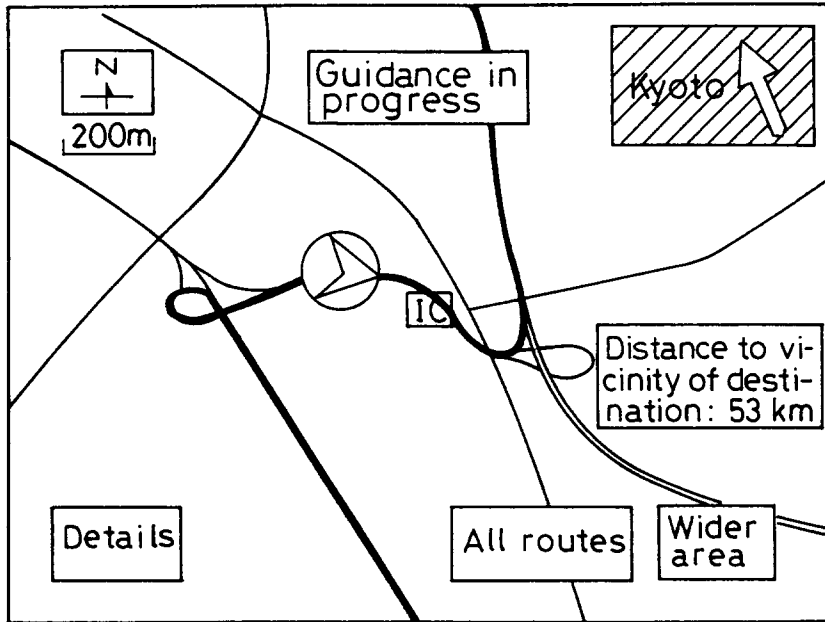 N
200m
Guidance in
progress
Kyoto
IC
Distance to vi-
cinity of desti-
nation: 53 km
Details
All routes
Wider
area